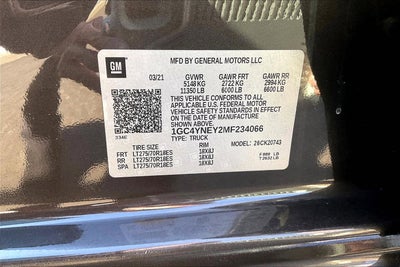 GM
MFD BY GENERAL MOTORS LLC
03/21 GVWR GAWR FRT GAWR RR
5148 KG 2722 KG 2994 KG
11350 LB 6000 LB 6600 LB
THIS VEHICLE CONFORMS TO ALL APPLICABLE
U.S. FEDERAL MOTOR VEHICLE SAFETY
STANDARDS IN EFFECT ON THE DATE OF
MANUFACTURE SHOWN ABOVE.
1GC4YNEY2MF234066
TYPE: TRUCK
MODEL: 26CK20743
TIRE SIZE RIM
FRT LT275/70R18ES 18X8J
RR LT275/70R18ES 18X8J
SPA LT275/70R18ES 18X8J